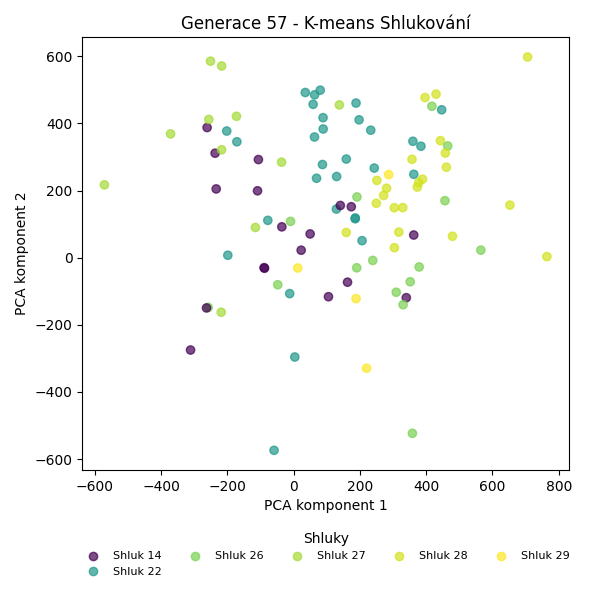 Generace 57 - K-means Shlukování
600
400
200
0
−200
−400
−600
PCA komponent 2
−600 −400 −200 0 200 400 600 800
PCA komponent 1
Shluky
Shluk 14 Shluk 26 Shluk 27 Shluk 28 Shluk 29
Shluk 22